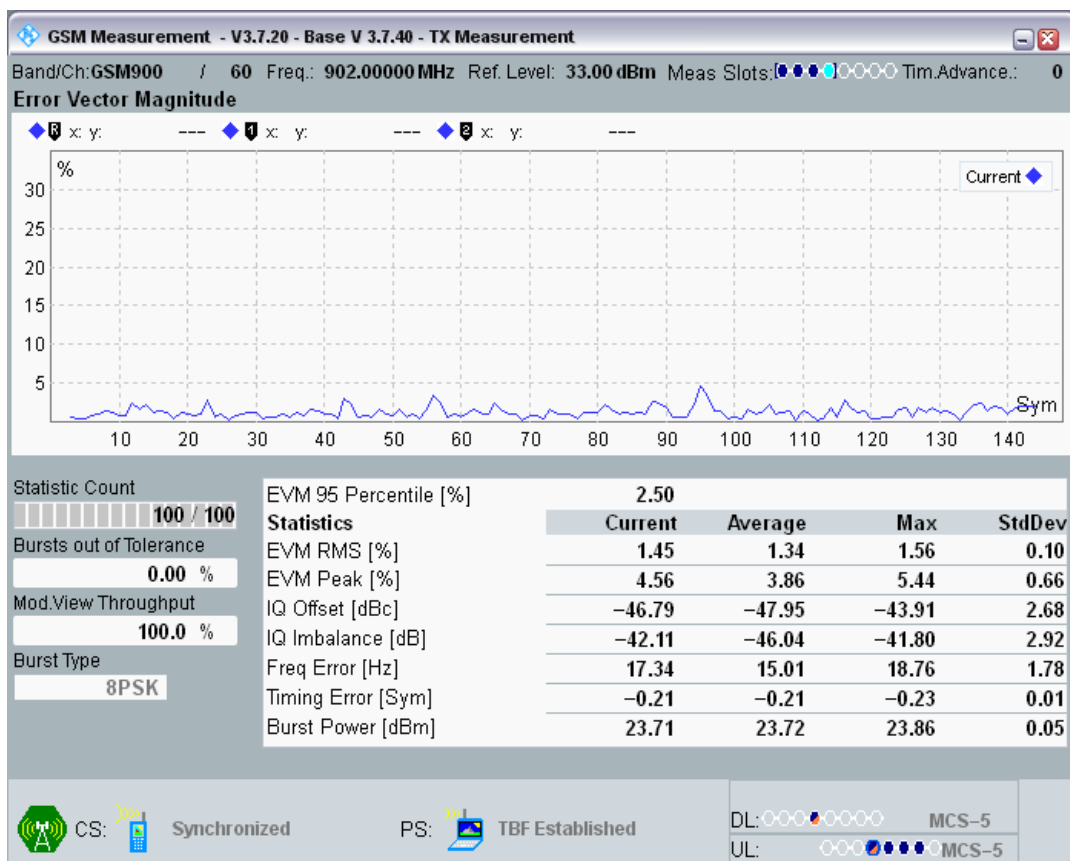 GSM Measurement - V3.7.20 - Base V 3.7.40 - TX Measurement
Band/Ch:GSM900 / 60 Freq.: 902.00000 MHz Ref. Level: 33.00 dBm Meas Slots: Tim.Advance.: 0
Error Vector Magnitude
R x: y: --- 1 x: y: --- 2 x: y: ---
%
Current
30
25
20
15
10
5
Sym
10 20 30 40 50 60 70 80 90 100 110 120 130 140
Statistic Count
100 / 100
Bursts out of Tolerance
0.00 %
Mod.View Throughput
100.0 %
Burst Type
8PSK
EVM 95 Percentile [%] 2.50
Statistics Current Average Max StdDev
EVM RMS [%] 1.45 1.34 1.56 0.10
EVM Peak [%] 4.56 3.86 5.44 0.66
IQ Offset [dBc] −46.79 −47.95 −43.91 2.68
IQ Imbalance [dB] −42.11 −46.04 −41.80 2.92
Freq Error [Hz] 17.34 15.01 18.76 1.78
Timing Error [Sym] −0.21 −0.21 −0.23 0.01
Burst Power [dBm] 23.71 23.72 23.86 0.05
CS: Synchronized PS: TBF Established
DL: MCS−5
UL: MCS−5